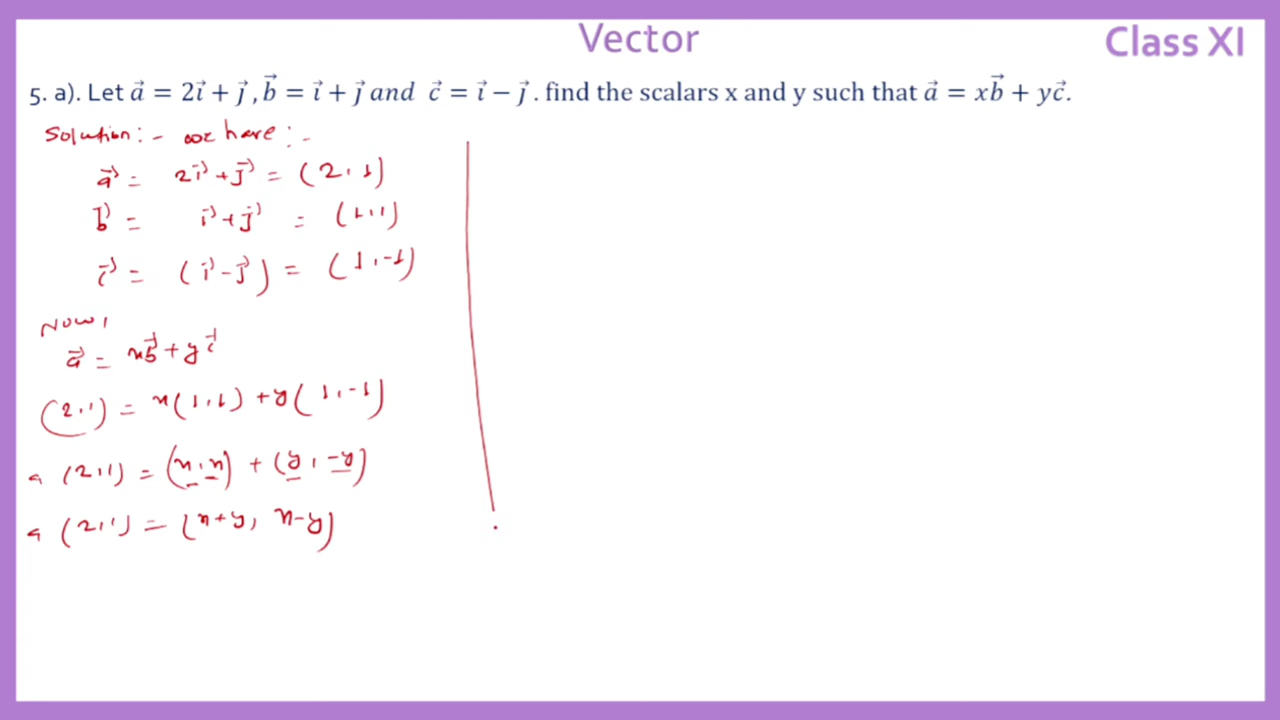 Vector
Class XI
5. a). Let a⃗ = 2i⃗ + j⃗ , b⃗ = i⃗ + j⃗ and c⃗ = i⃗ − j⃗ . find the scalars x and y such that a⃗ = xb⃗ + yc⃗.
Solution:- we have:-
a⃗ = 2i⃗ + j⃗ = (2,1)
b⃗ = i⃗ + j⃗ = (1,1)
c⃗ = (i⃗ - j⃗) = (1,-1)
Now,
a⃗ = xb⃗ + yc⃗
(2,1) = x(1,1) + y(1,-1)
(2,1) = (x,x) + (y,-y)
(2,1) = (x+y, x-y)